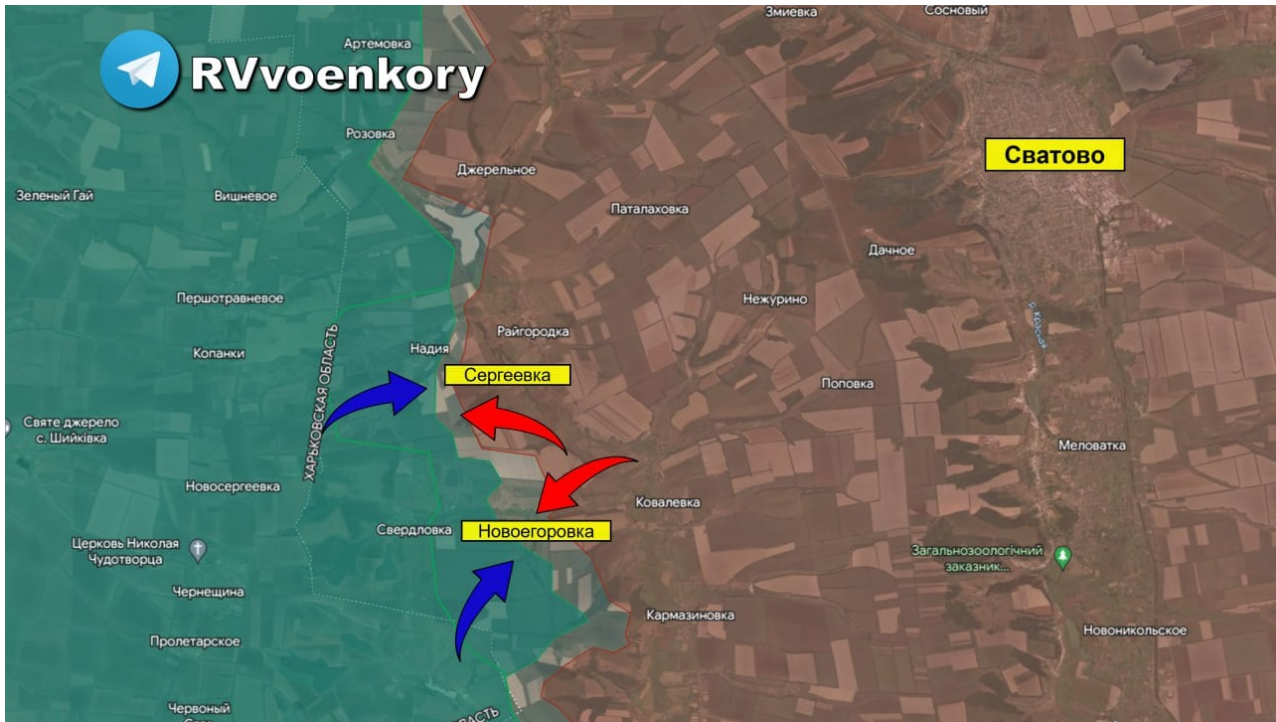 Змиевка
Сосновый
Артемовка
RVvoenkory
Розовка
Сватово
Джерельное
Зеленый Гай
Вишневое
Паталаховка
Дачное
Першотравневое
Нежурино
р. Красная
Райгородка
Надия
Копанки
ХАРЬКОВСКАЯ ОБЛАСТЬ
Сергеевка
Поповка
Святе джерело
с. Шийківка
Меловатка
Новосергеевка
Ковалевка
Свердловка
Новоегоровка
Церковь Николая
Чудотворца
Загальнозоологічний
заказник...
Чернещина
Кармазиновка
Пролетарское
Новоникольское
Червоный